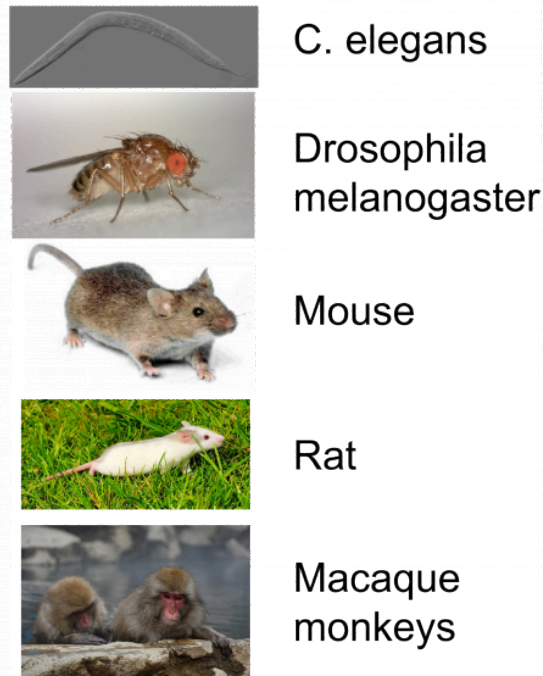 C. elegans
Drosophila
melanogaster
Mouse
Rat
Macaque
monkeys